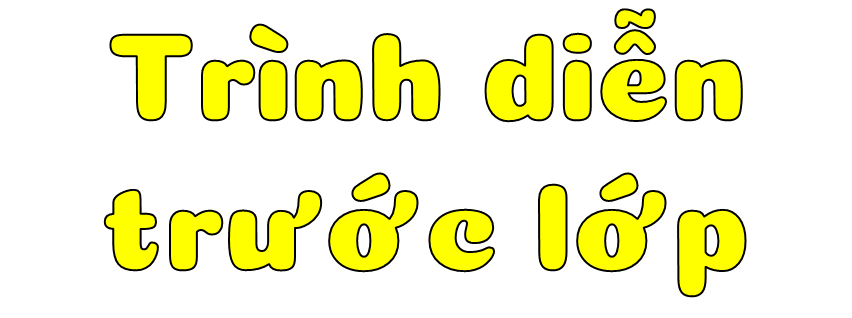 Trình diễn
trước lớp